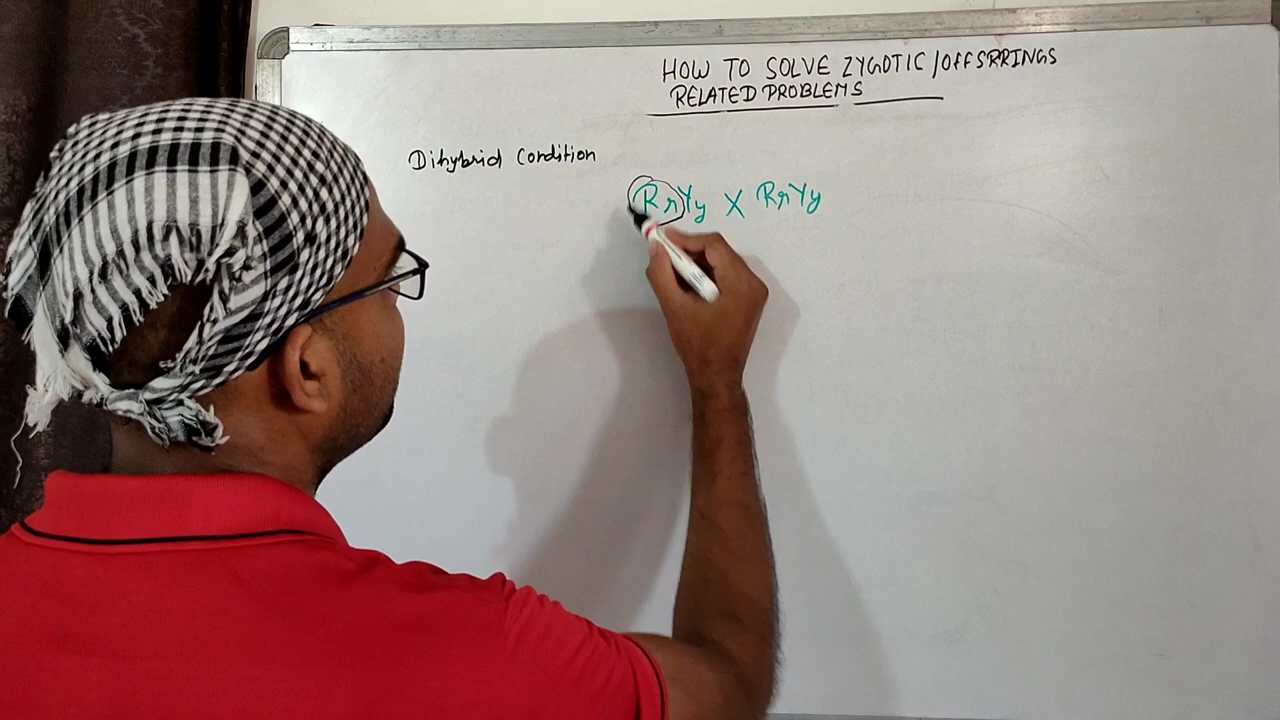 HOW TO SOLVE ZYGOTIC/OFFSRRINGS
RELATED PROBLEMS
Dihybrid Condition
RrYy X RrYy